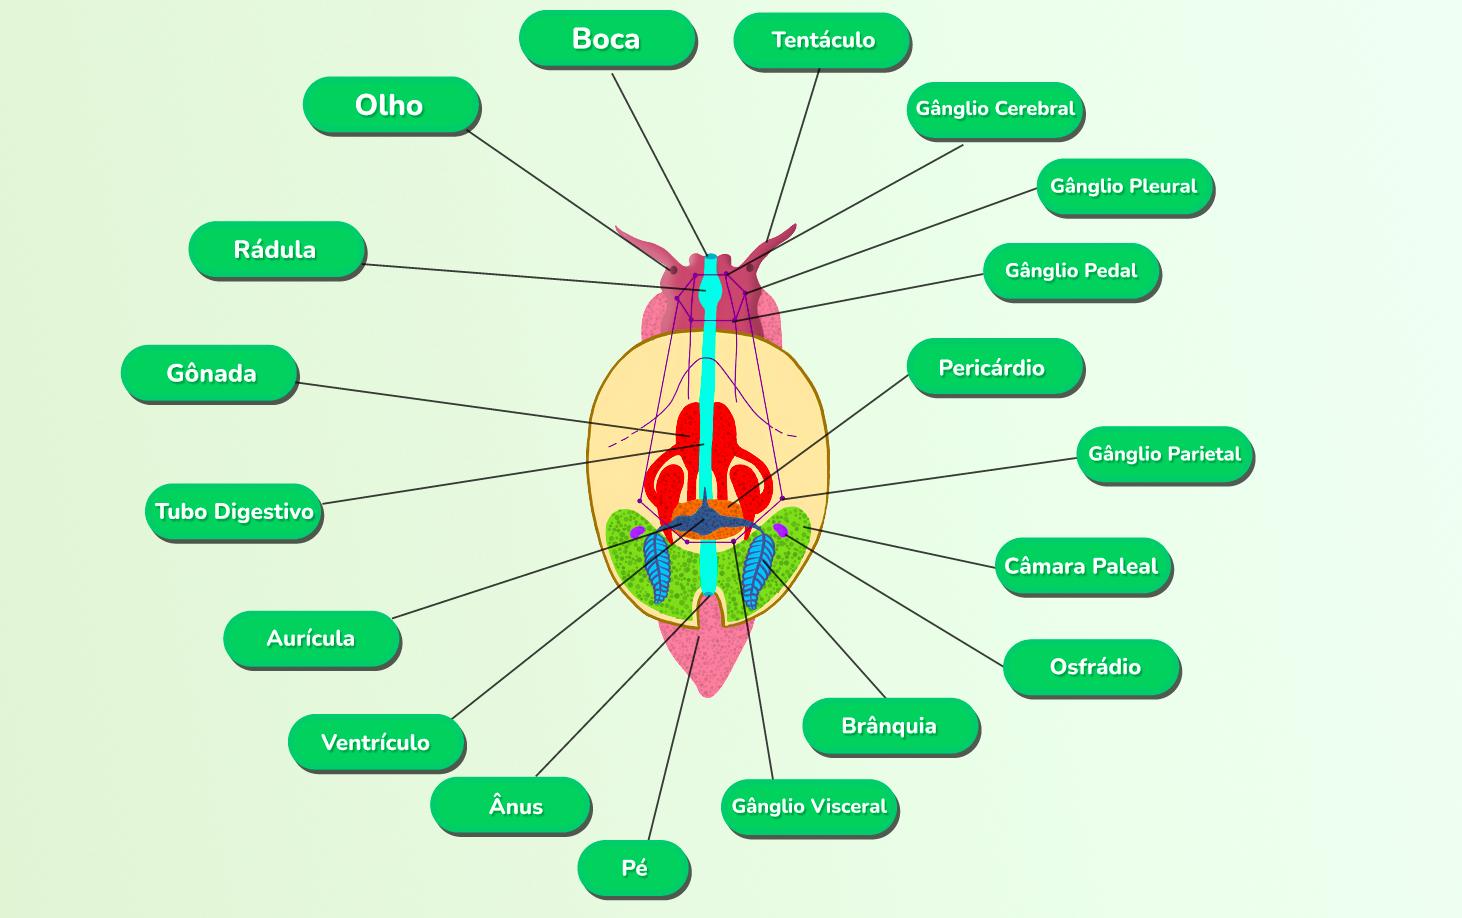 Boca
Tentáculo
Olho
Gânglio Cerebral
Gânglio Pleural
Rádula
Gânglio Pedal
Gônada
Pericárdio
Gânglio Parietal
Tubo Digestivo
Câmara Paleal
Aurícula
Osfrádio
Brânquia
Ventrículo
Ânus
Gânglio Visceral
Pé